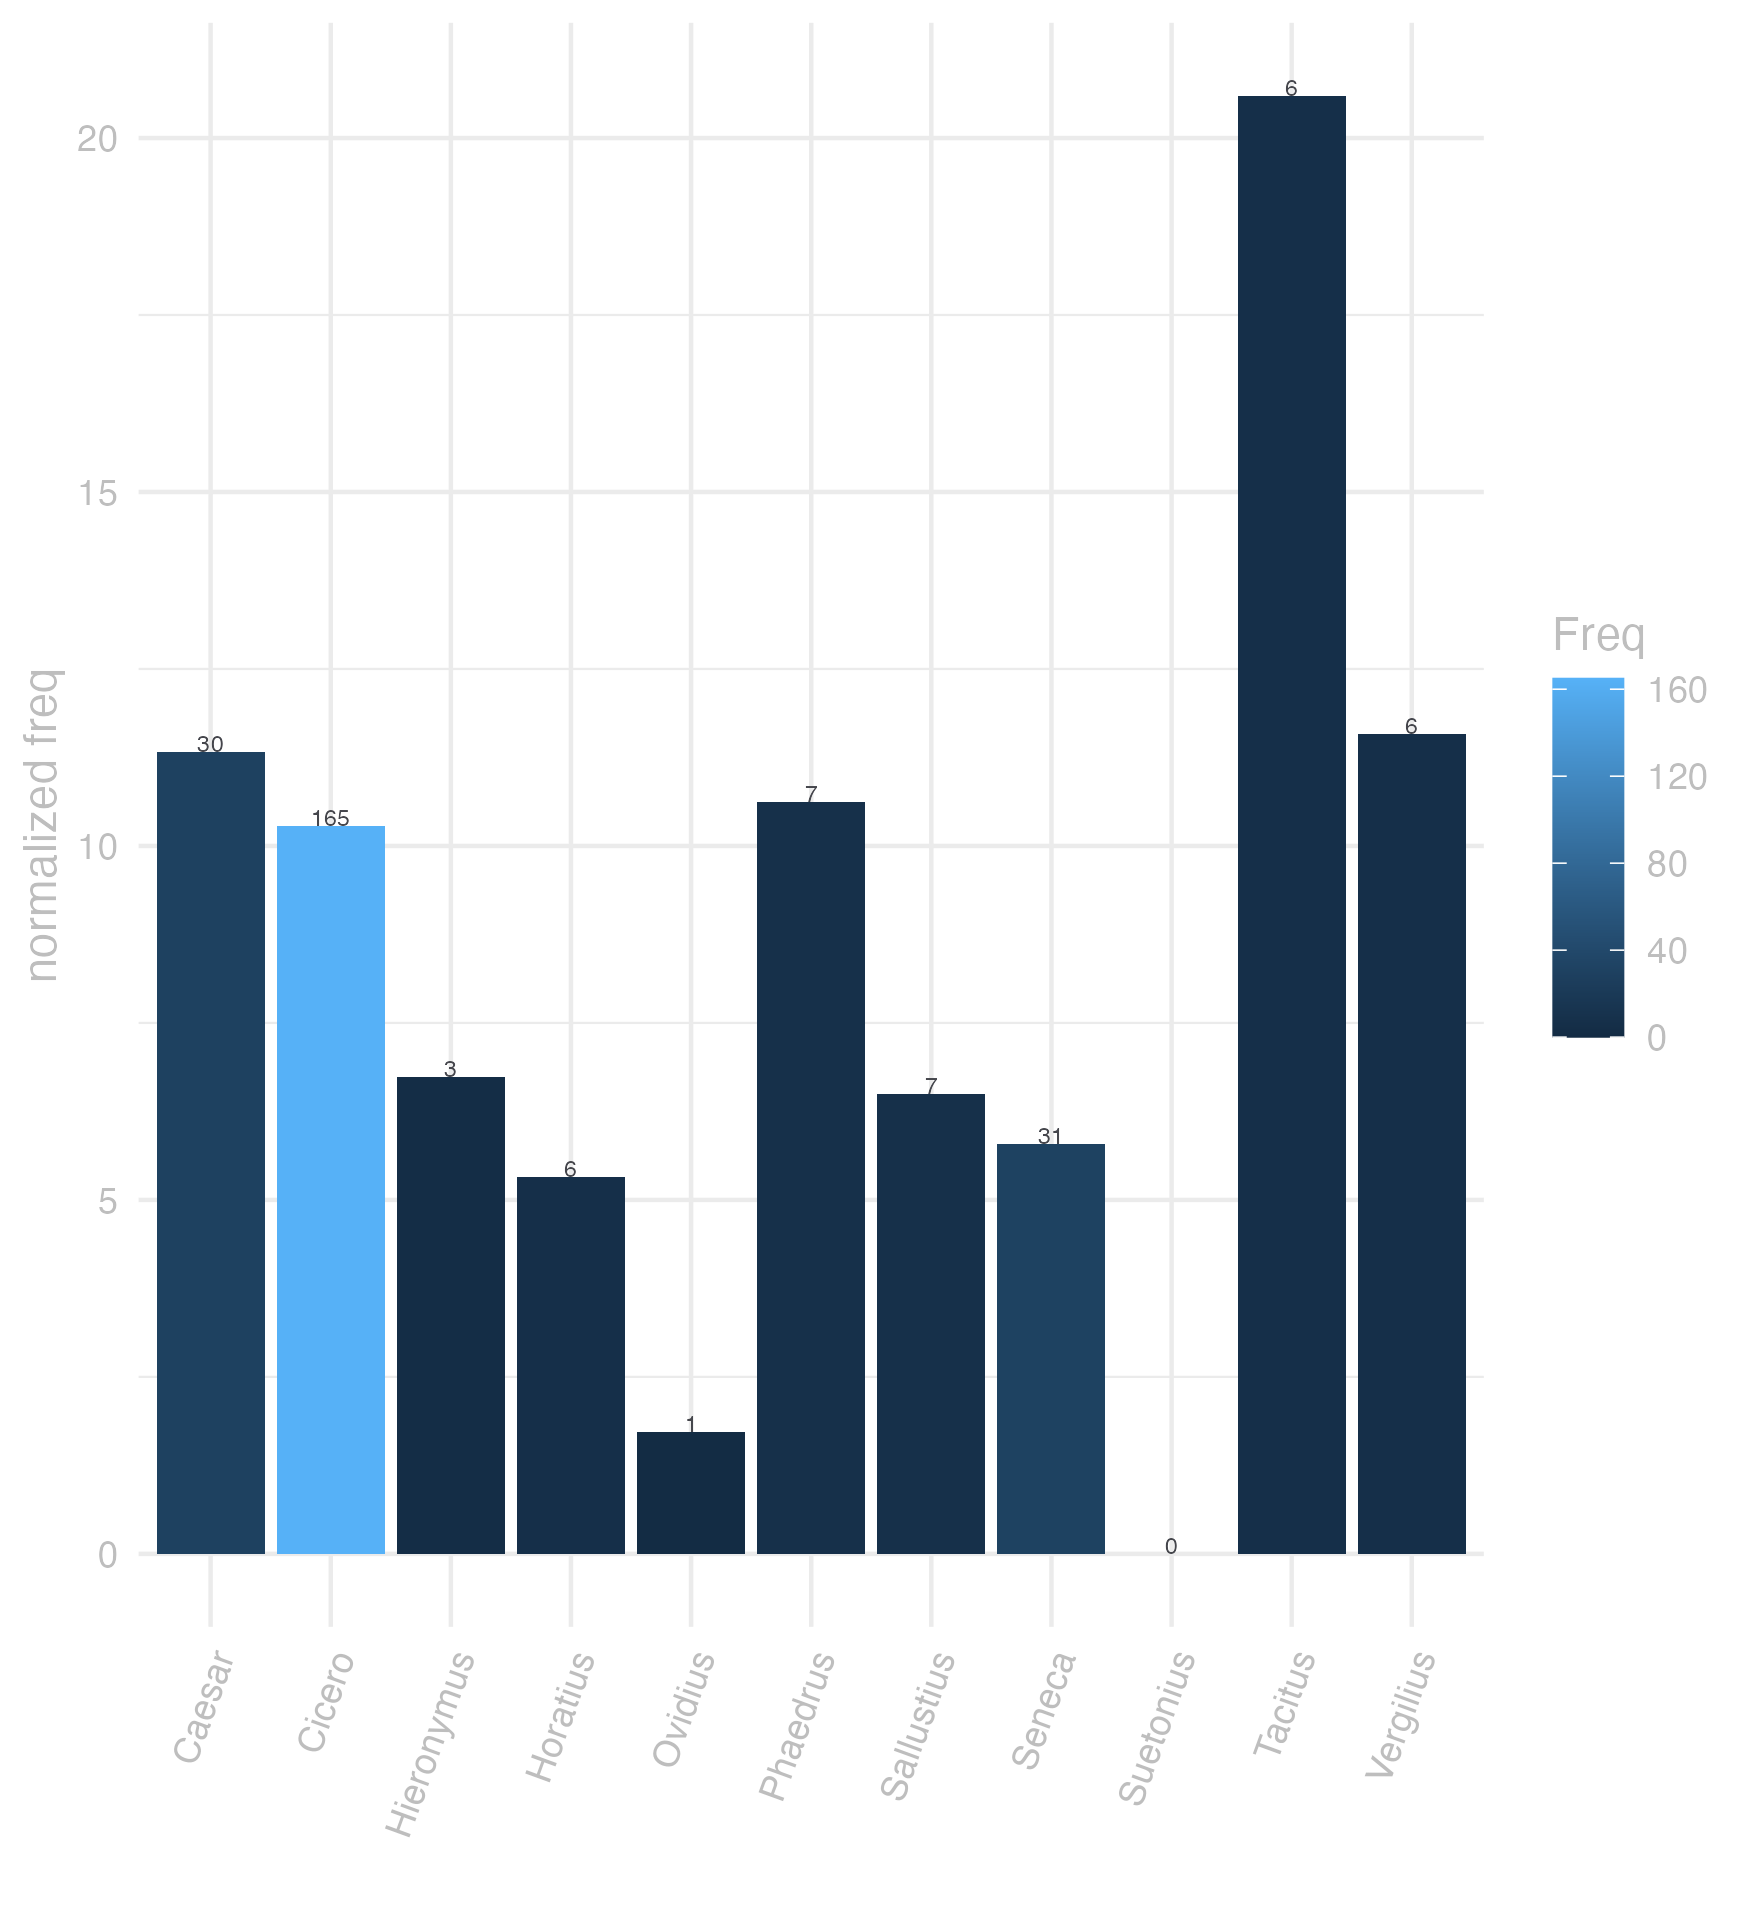 6
20
15
Freq
160
6
30
120
7
165
normalized freq
10
80
40
3
7
0
31
6
5
1
0
0
Caesar
Cicero
Hieronymus
Horatius
Ovidius
Phaedrus
Sallustius
Seneca
Suetonius
Tacitus
Vergilius